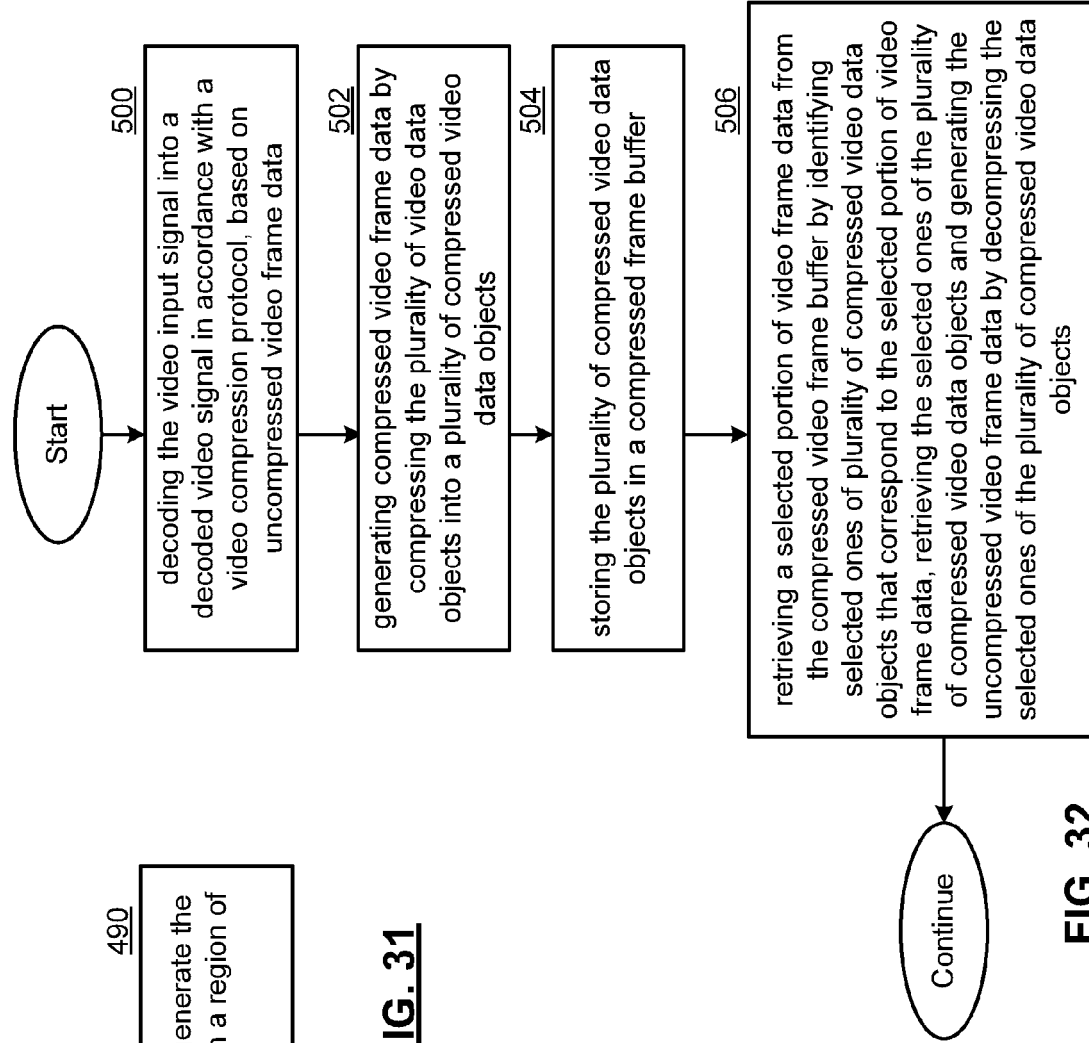 490
enerate the
a region of
IG. 31
Start
500
decoding the video input signal into a
decoded video signal in accordance with a
video compression protocol, based on
uncompressed video frame data
502
generating compressed video frame data by
compressing the plurality of video data
objects into a plurality of compressed video
data objects
504
storing the plurality of compressed video data
objects in a compressed frame buffer
506
retrieving a selected portion of video frame data from
the compressed video frame buffer by identifying
selected ones of plurality of compressed video data
objects that correspond to the selected portion of video
frame data, retrieving the selected ones of the plurality
of compressed video data objects and generating the
uncompressed video frame data by decompressing the
selected ones of the plurality of compressed video data
objects
Continue
FIG. 32